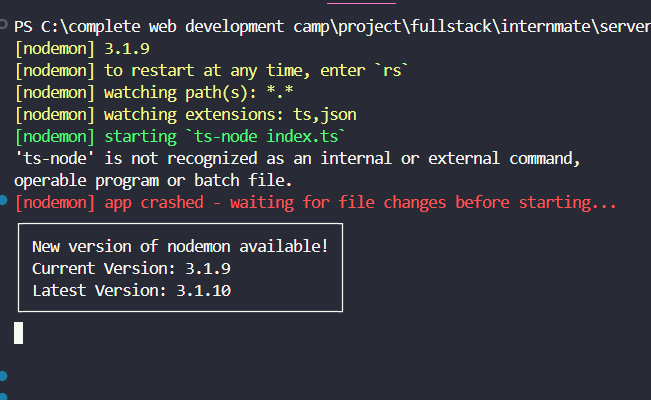 PS C:\complete web development camp\project\fullstack\internmate\server
[nodemon] 3.1.9
[nodemon] to restart at any time, enter `rs`
[nodemon] watching path(s): *.*
[nodemon] watching extensions: ts,json
[nodemon] starting `ts-node index.ts`
'ts-node' is not recognized as an internal or external command,
operable program or batch file.
[nodemon] app crashed - waiting for file changes before starting...
New version of nodemon available!
Current Version: 3.1.9
Latest Version: 3.1.10